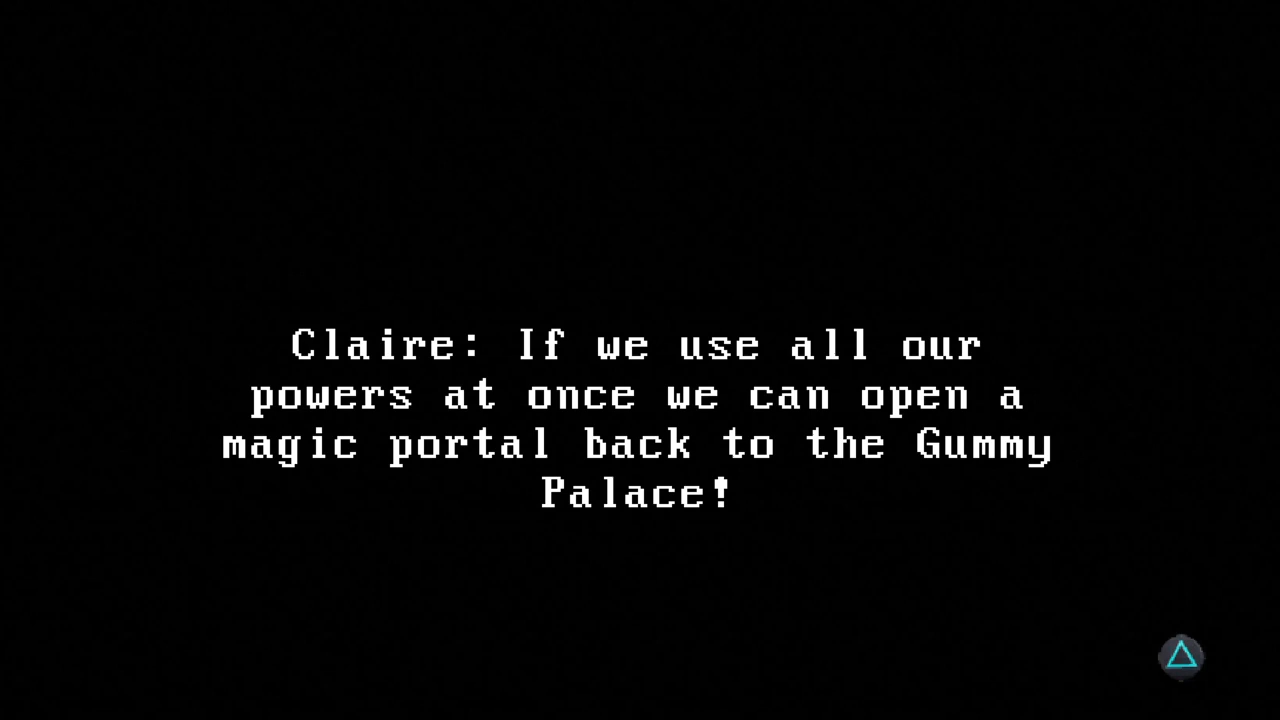 Claire: If we use all our
powers at once we can open a
magic portal back to the Gummy
Palace!